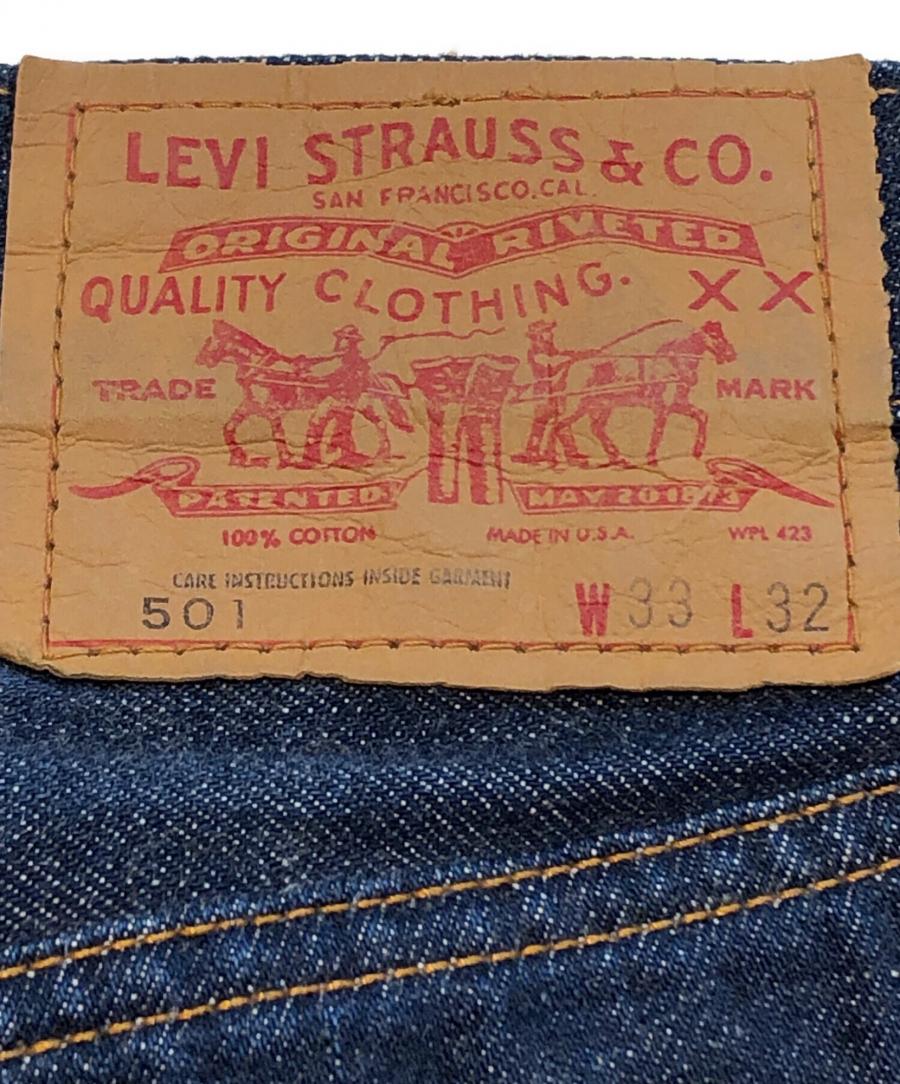 LEVI STRAUSS & CO.
SAN FRANCISCO, CAL.
ORIGINAL RIVETED
QUALITY CLOTHING. XX
TRADE MARK
PATENTED MAY 20 1873
100% COTTON MADE IN U.S.A. WPL 423
CARE INSTRUCTIONS INSIDE GARMENT
501 W 33 L 32